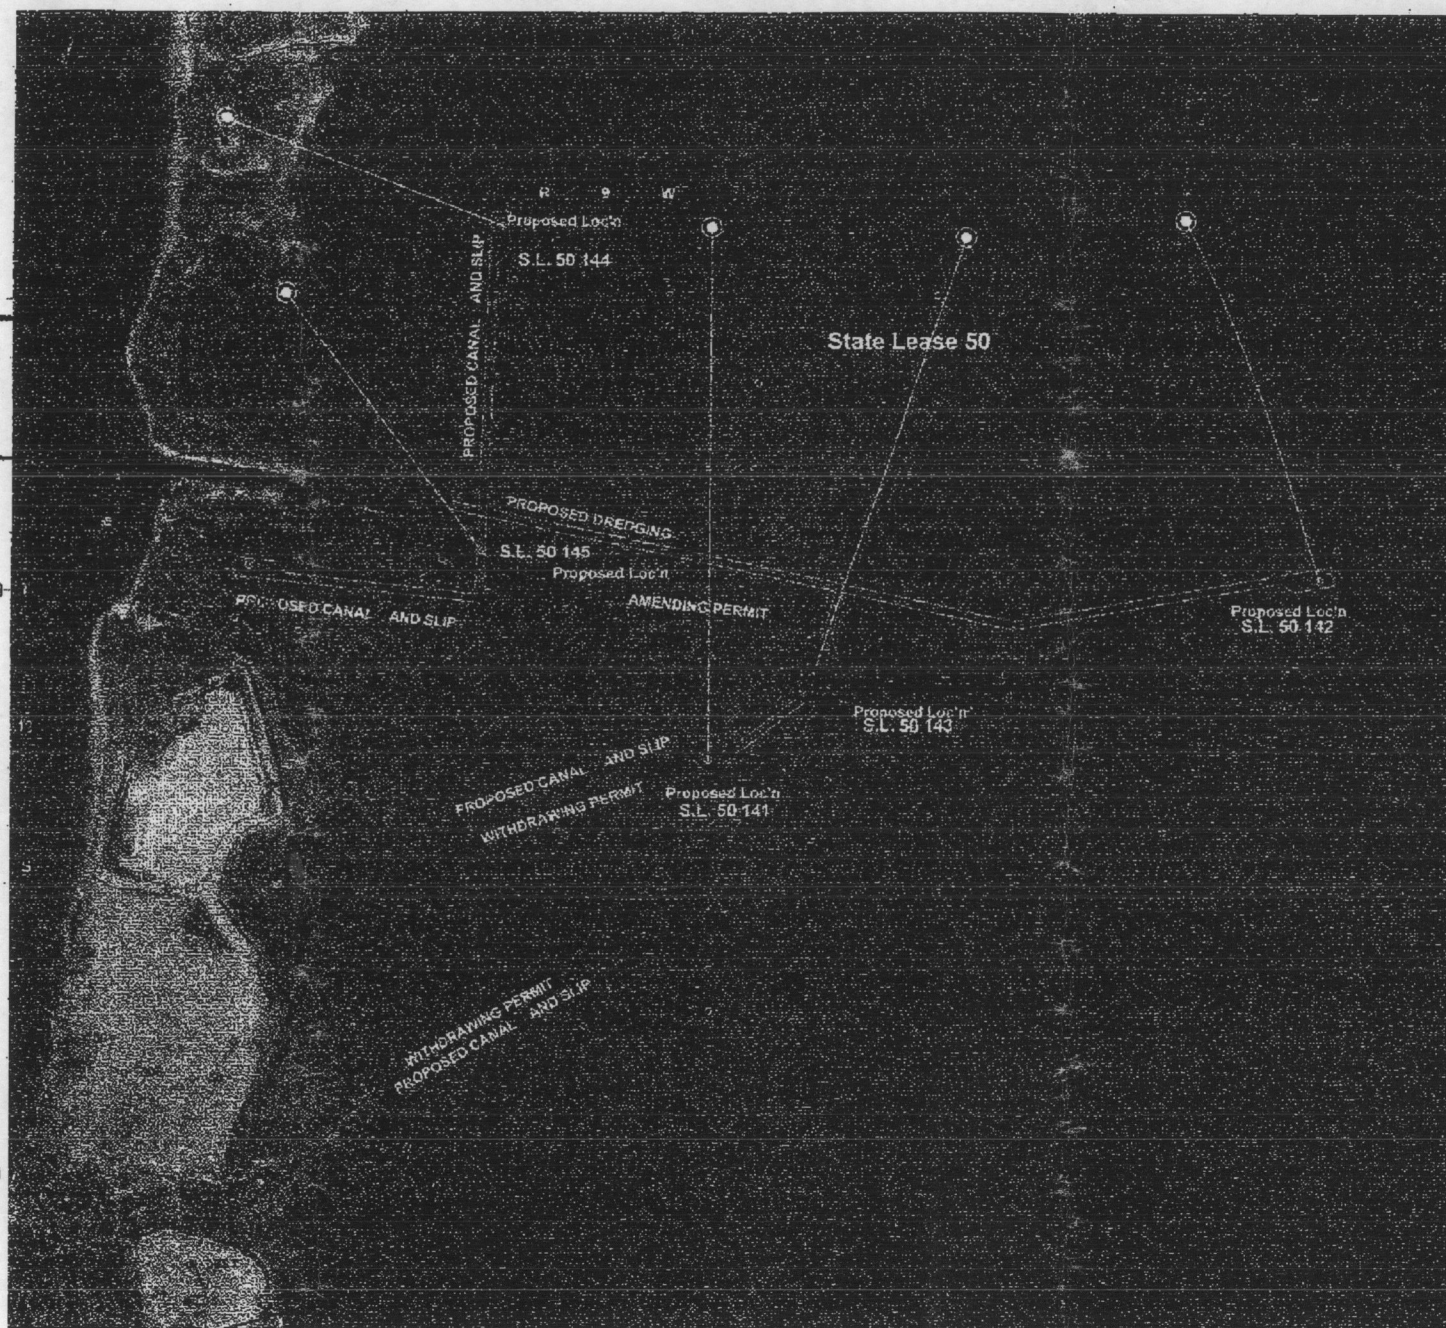 R 9 W
Proposed Loc'n
S.L. 50 144
PROPOSED CANAL AND SLIP
State Lease 50
PROPOSED DREDGING
S.L. 50 145
Proposed Loc'n
AMENDING PERMIT
PROPOSED CANAL AND SLIP
Proposed Loc'n
S.L. 50 142
Proposed Loc'n
S.L. 50 143
PROPOSED CANAL AND SLIP
WITHDRAWING PERMIT
Proposed Loc'n
S.L. 50 141
WITHDRAWING PERMIT
PROPOSED CANAL AND SLIP